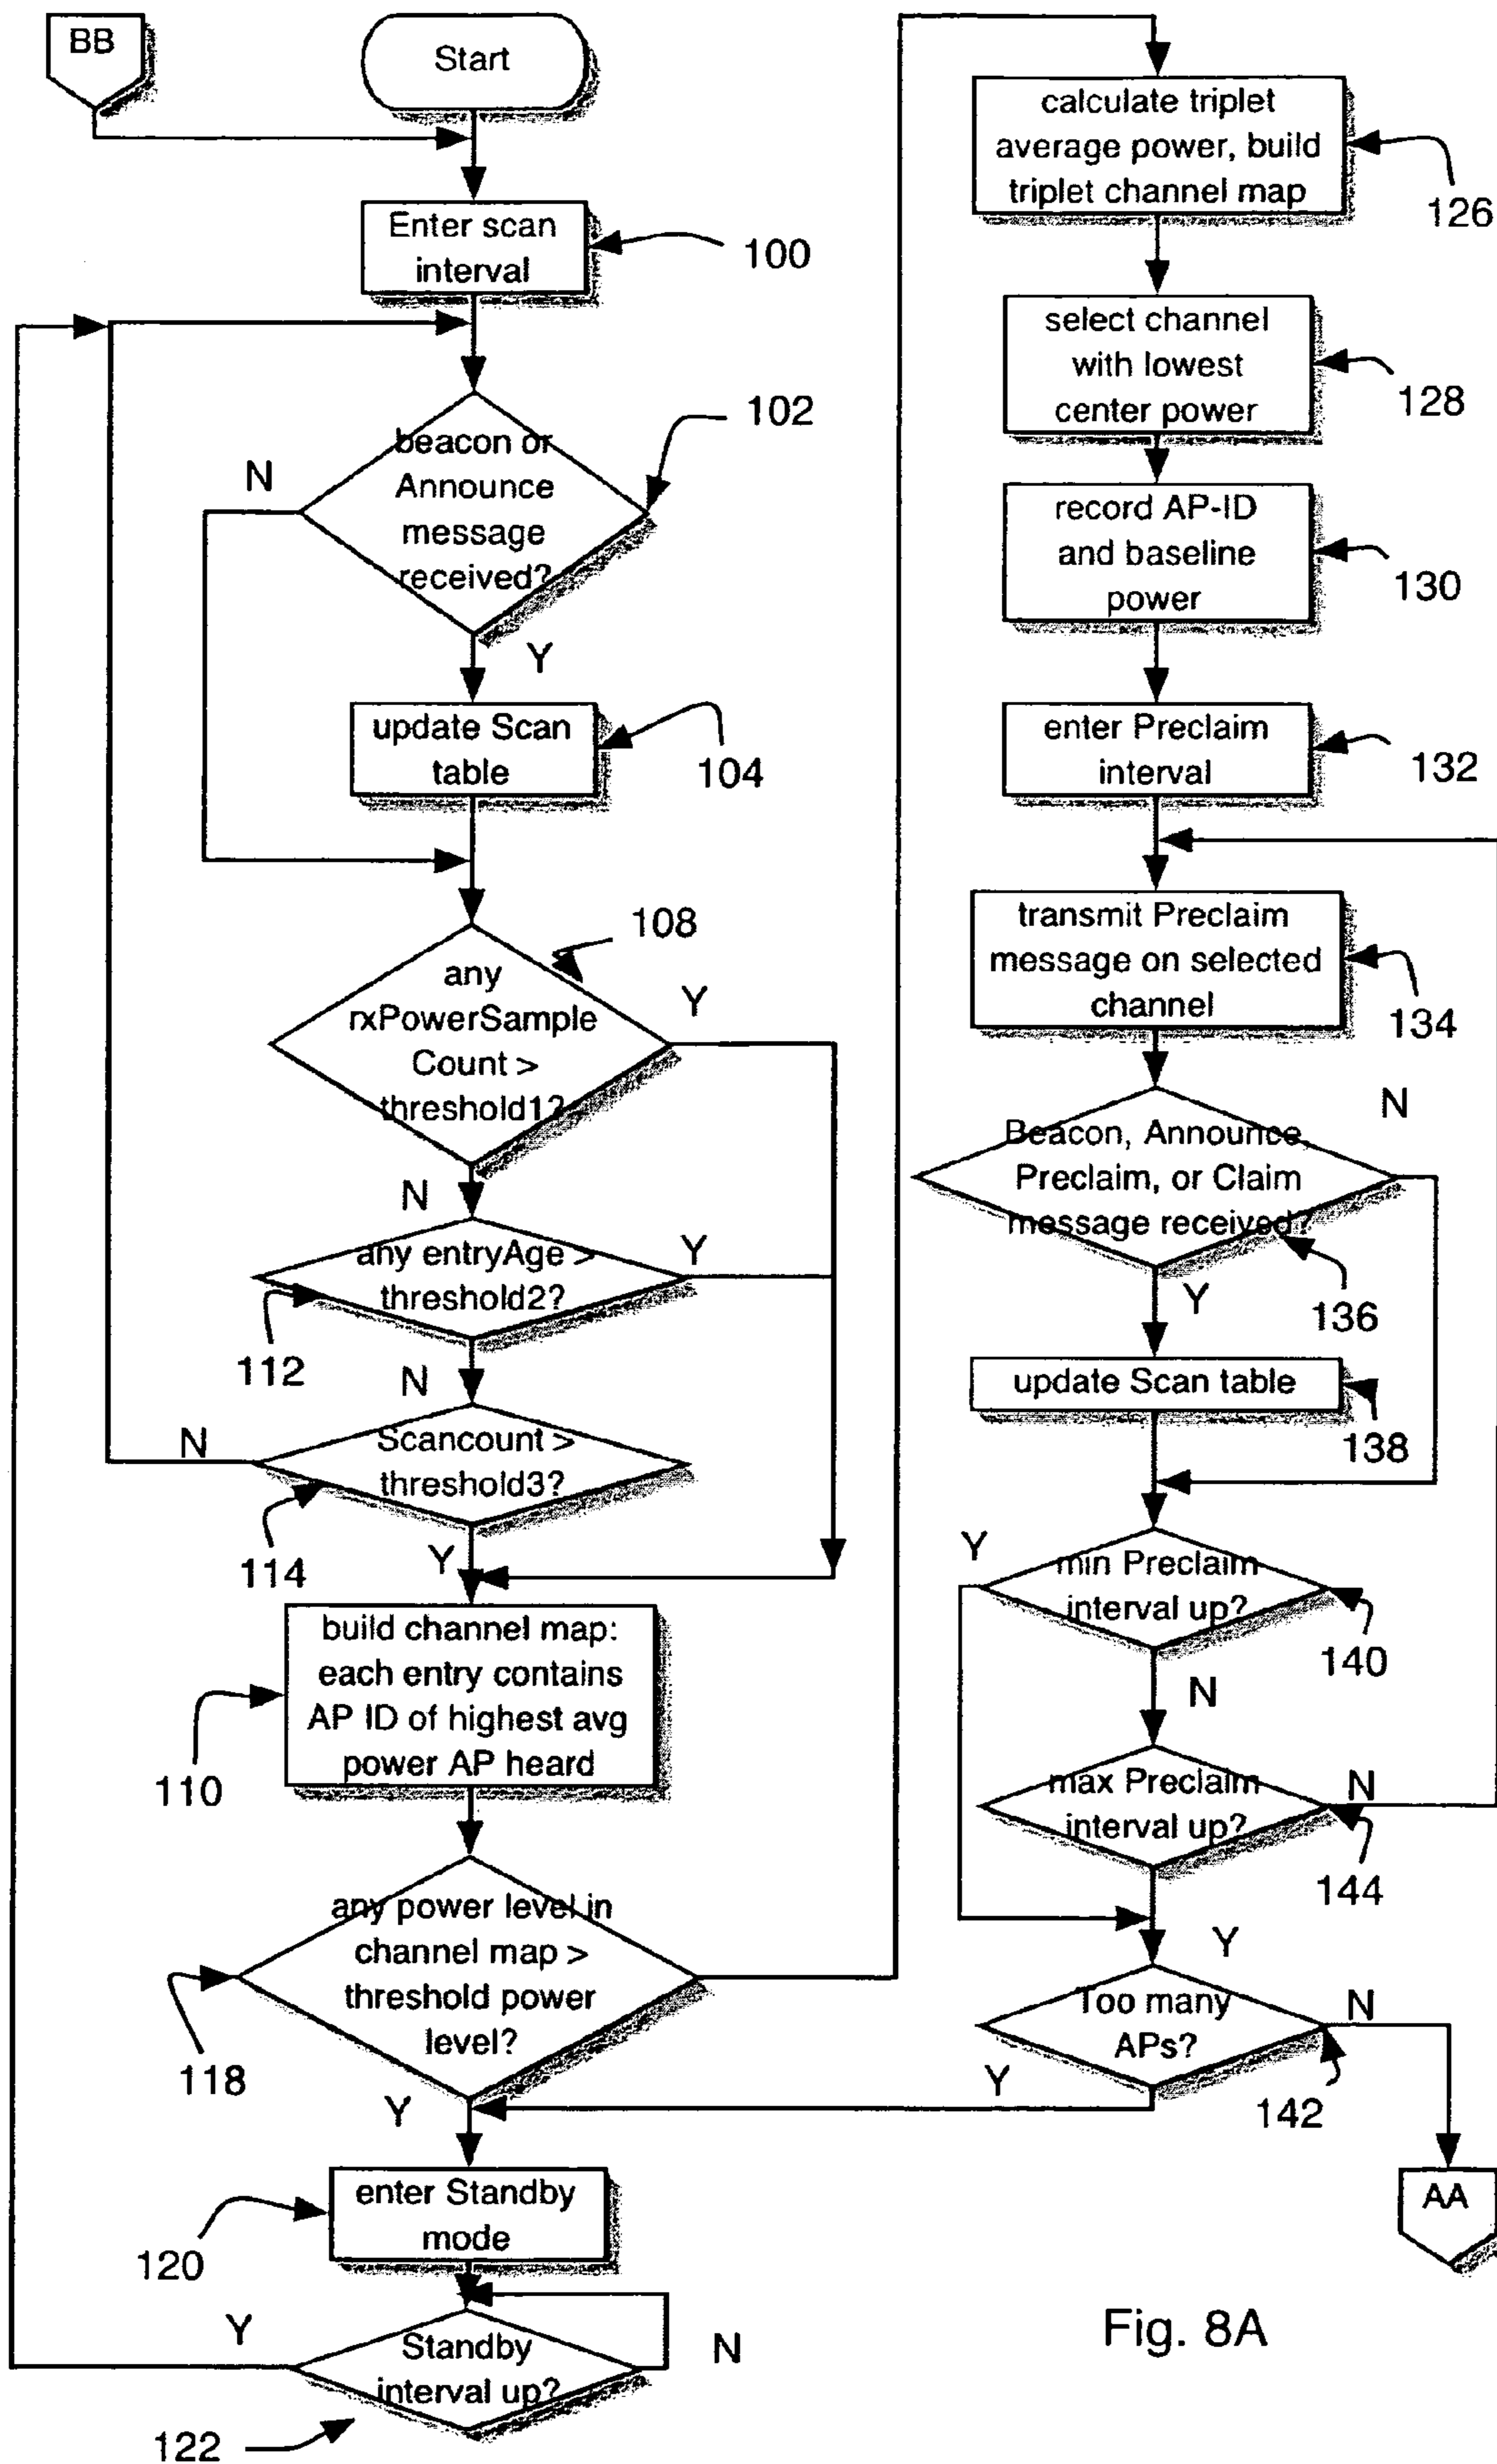 BB
Start
Enter scan
interval
100
beacon or
Announce
message
received?
102
N
Y
update Scan
table
104
any
rxPowerSample
Count >
threshold1?
108
Y
N
any entryAge >
threshold2?
Y
112
N
Scancount >
threshold3?
N
114
Y
build channel map:
each entry contains
AP ID of highest avg
power AP heard
110
any power level in
channel map >
threshold power
level?
118
Y
enter Standby
mode
120
Standby
interval up?
Y
N
122
calculate triplet
average power, build
triplet channel map
126
select channel
with lowest
center power
128
record AP-ID
and baseline
power
130
enter Preclaim
interval
132
transmit Preclaim
message on selected
channel
134
Beacon, Announce,
Preclaim, or Claim
message received?
N
136
Y
update Scan table
138
min Preclaim
interval up?
Y
140
N
max Preclaim
interval up?
N
144
Y
Too many
APs?
N
Y
142
AA
Fig. 8A